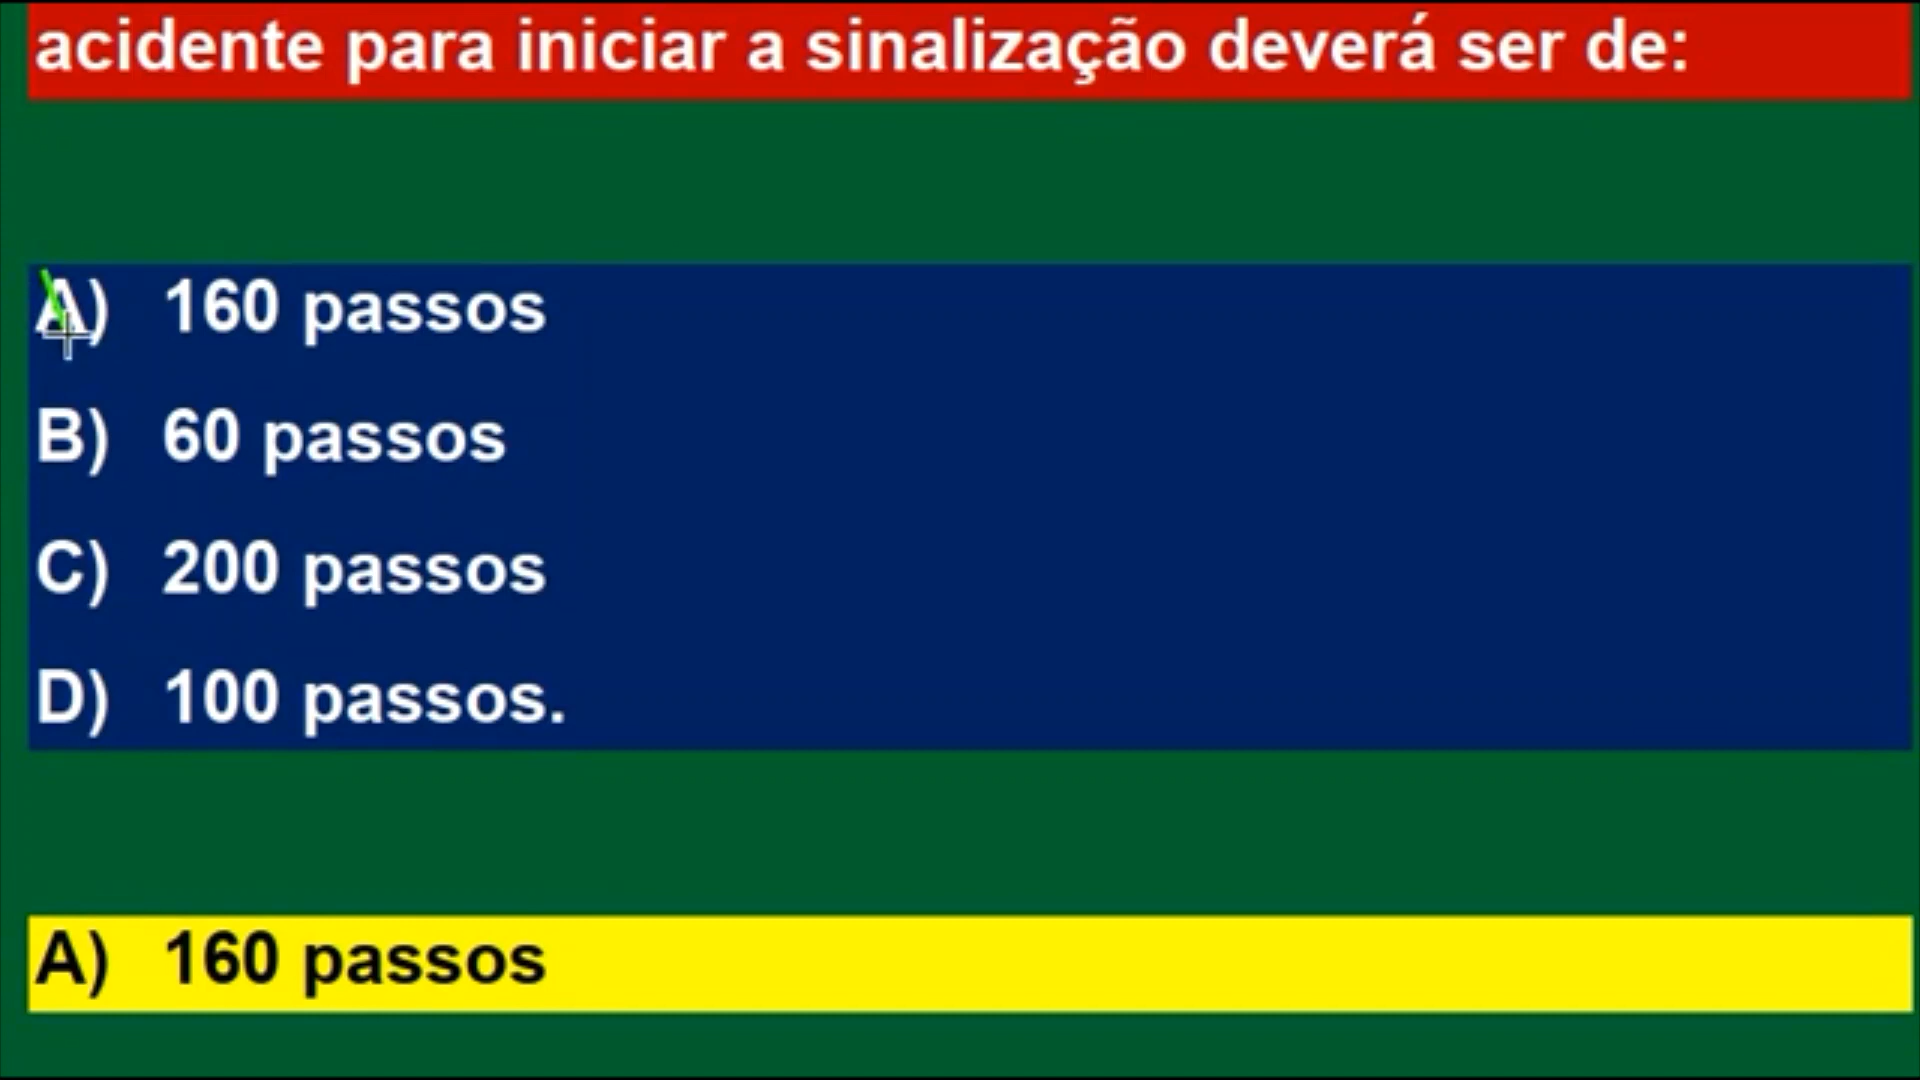 acidente para iniciar a sinalização deverá ser de:
A) 160 passos
B) 60 passos
C) 200 passos
D) 100 passos.
A) 160 passos